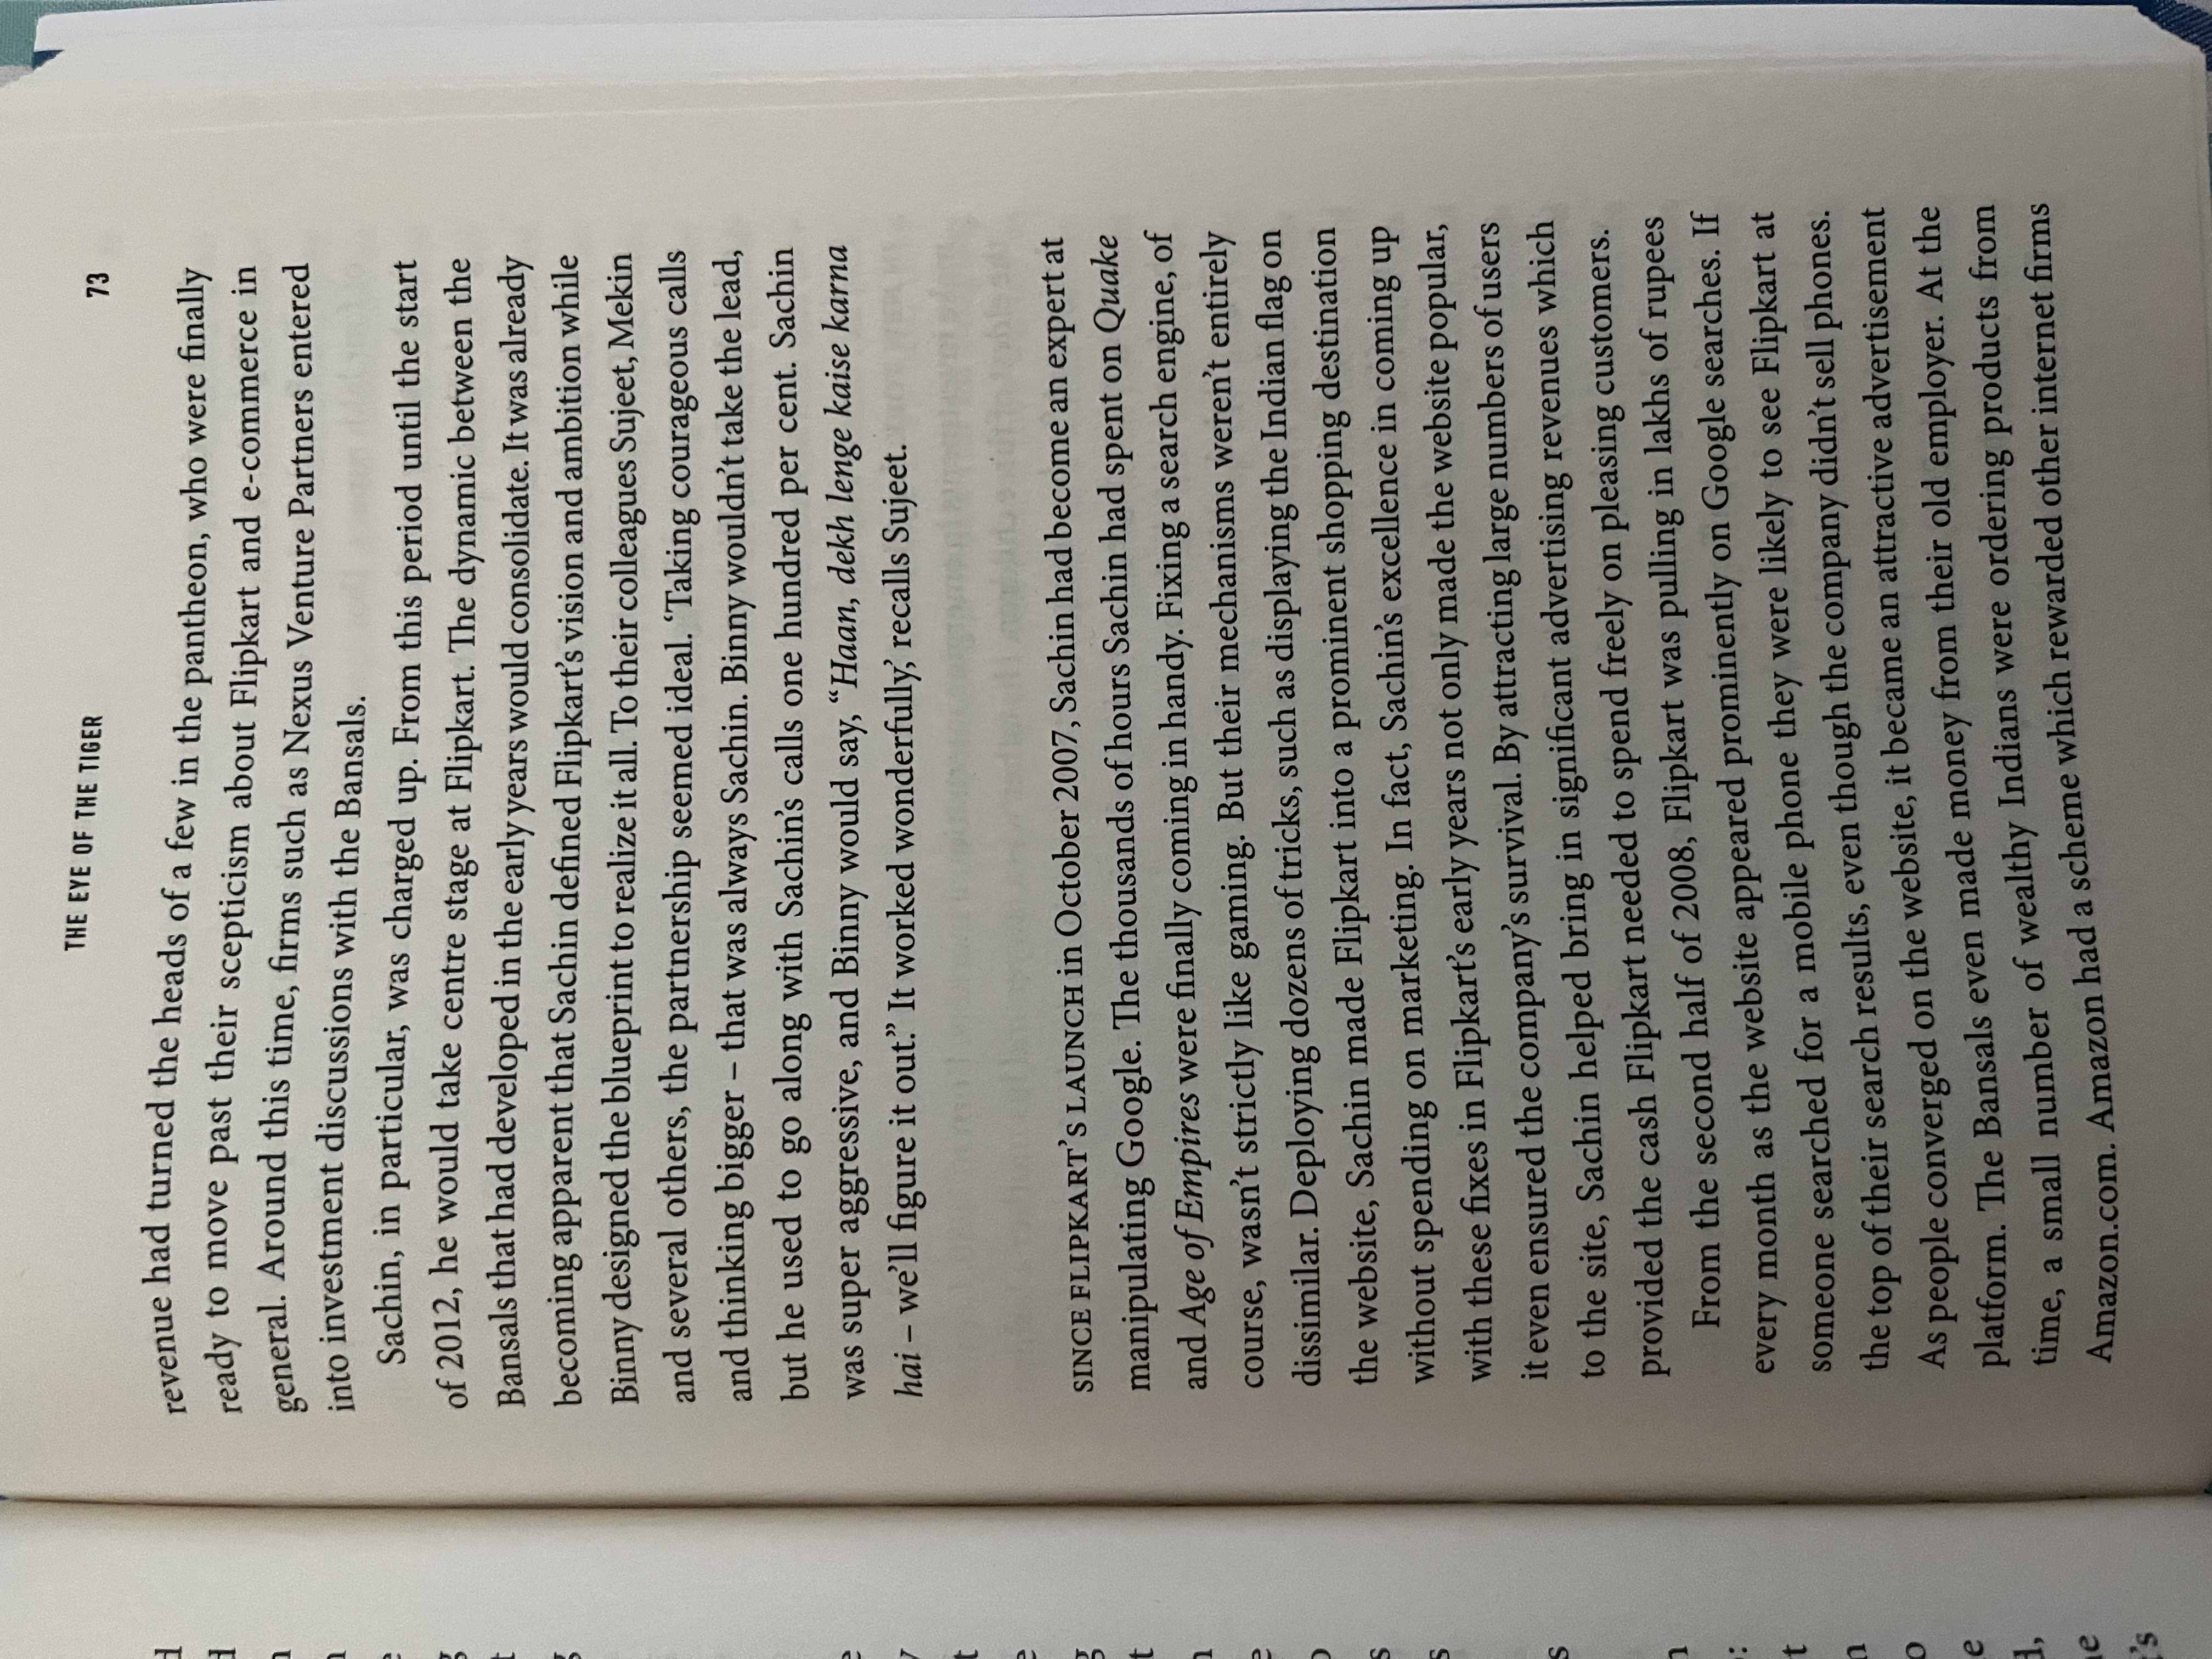 THE EYE OF THE TIGER
73
revenue had turned the heads of a few in the pantheon, who were finally
ready to move past their scepticism about Flipkart and e-commerce in
general. Around this time, firms such as Nexus Venture Partners entered
into investment discussions with the Bansals.
Sachin, in particular, was charged up. From this period until the start
of 2012, he would take centre stage at Flipkart. The dynamic between the
Bansals that had developed in the early years would consolidate. It was already
becoming apparent that Sachin defined Flipkart’s vision and ambition while
Binny designed the blueprint to realize it all. To their colleagues Sujeet, Mekin
and several others, the partnership seemed ideal. ‘Taking courageous calls
and thinking bigger – that was always Sachin. Binny wouldn’t take the lead,
but he used to go along with Sachin’s calls one hundred per cent. Sachin
was super aggressive, and Binny would say, “Haan, dekh lenge kaise karna
hai – we’ll figure it out.” It worked wonderfully,’ recalls Sujeet.
SINCE FLIPKART’S LAUNCH in October 2007, Sachin had become an expert at
manipulating Google. The thousands of hours Sachin had spent on Quake
and Age of Empires were finally coming in handy. Fixing a search engine, of
course, wasn’t strictly like gaming. But their mechanisms weren’t entirely
dissimilar. Deploying dozens of tricks, such as displaying the Indian flag on
the website, Sachin made Flipkart into a prominent shopping destination
without spending on marketing. In fact, Sachin’s excellence in coming up
with these fixes in Flipkart’s early years not only made the website popular,
it even ensured the company’s survival. By attracting large numbers of users
to the site, Sachin helped bring in significant advertising revenues which
provided the cash Flipkart needed to spend freely on pleasing customers.
From the second half of 2008, Flipkart was pulling in lakhs of rupees
every month as the website appeared prominently on Google searches. If
someone searched for a mobile phone they were likely to see Flipkart at
the top of their search results, even though the company didn’t sell phones.
As people converged on the website, it became an attractive advertisement
platform. The Bansals even made money from their old employer. At the
time, a small number of wealthy Indians were ordering products from
Amazon.com. Amazon had a scheme which rewarded other internet firms